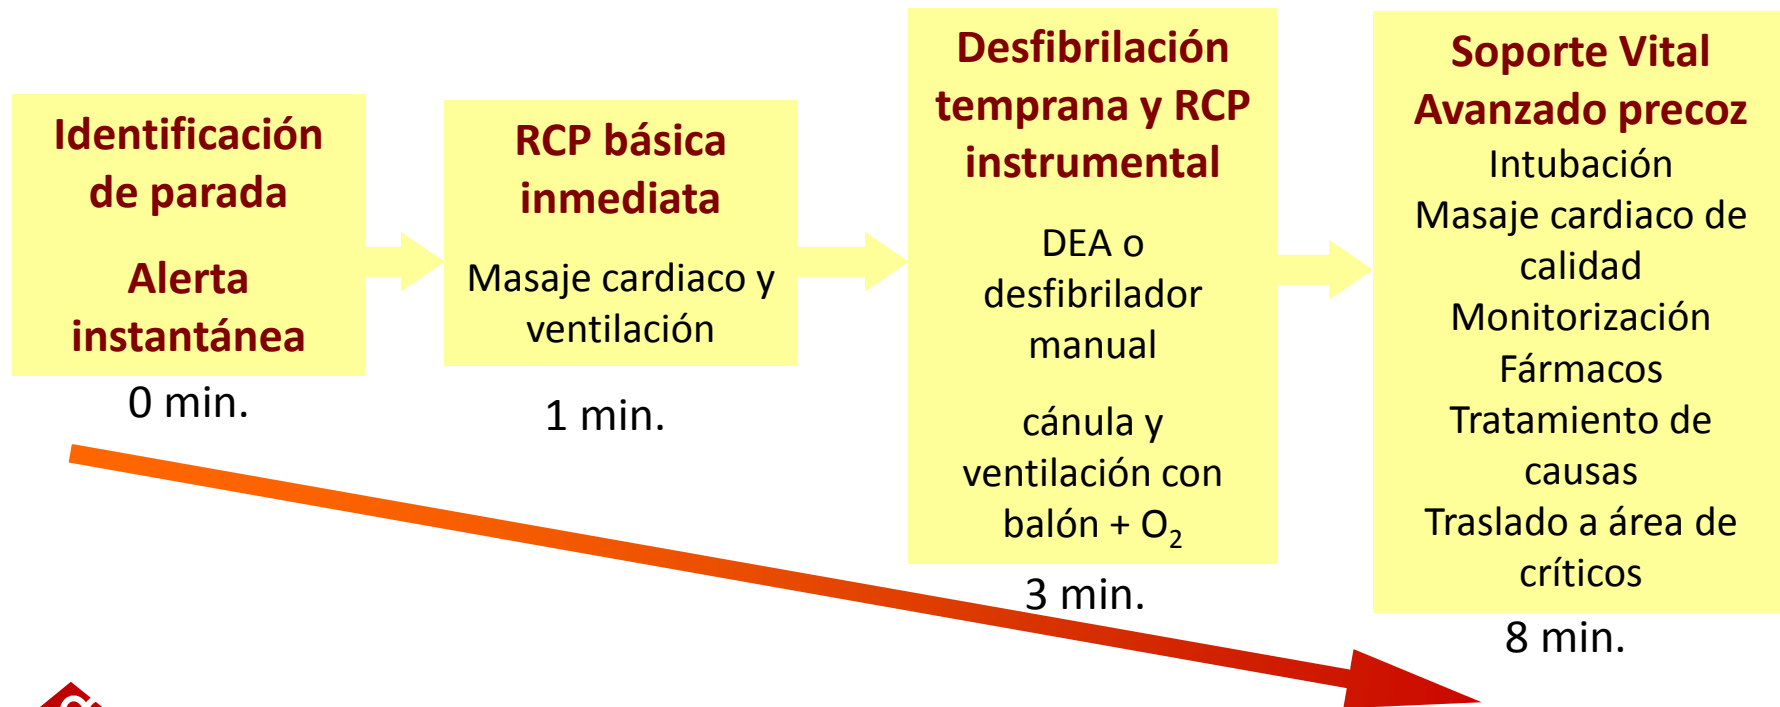 Identificación
de parada
Alerta
instantánea
0 min.
RCP básica
inmediata
Masaje cardiaco y
ventilación
1 min.
Desfibrilación
temprana y RCP
instrumental
DEA o
desfibrilador
manual
cánula y
ventilación con
balón + O₂
3 min.
Soporte Vital
Avanzado precoz
Intubación
Masaje cardiaco de
calidad
Monitorización
Fármacos
Tratamiento de
causas
Traslado a área de
críticos
8 min.